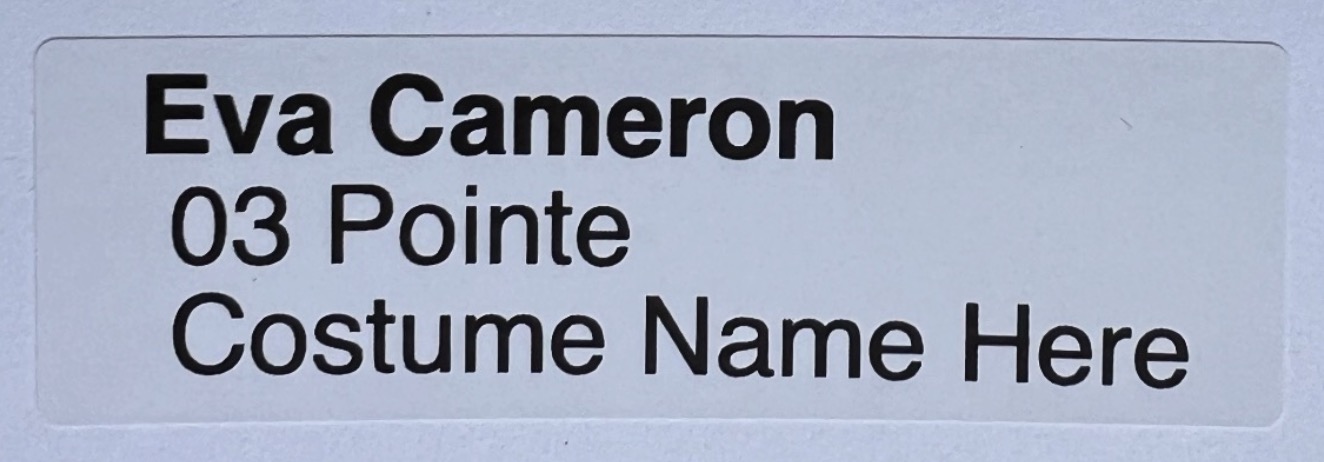 Eva Cameron
03 Pointe
Costume Name Here